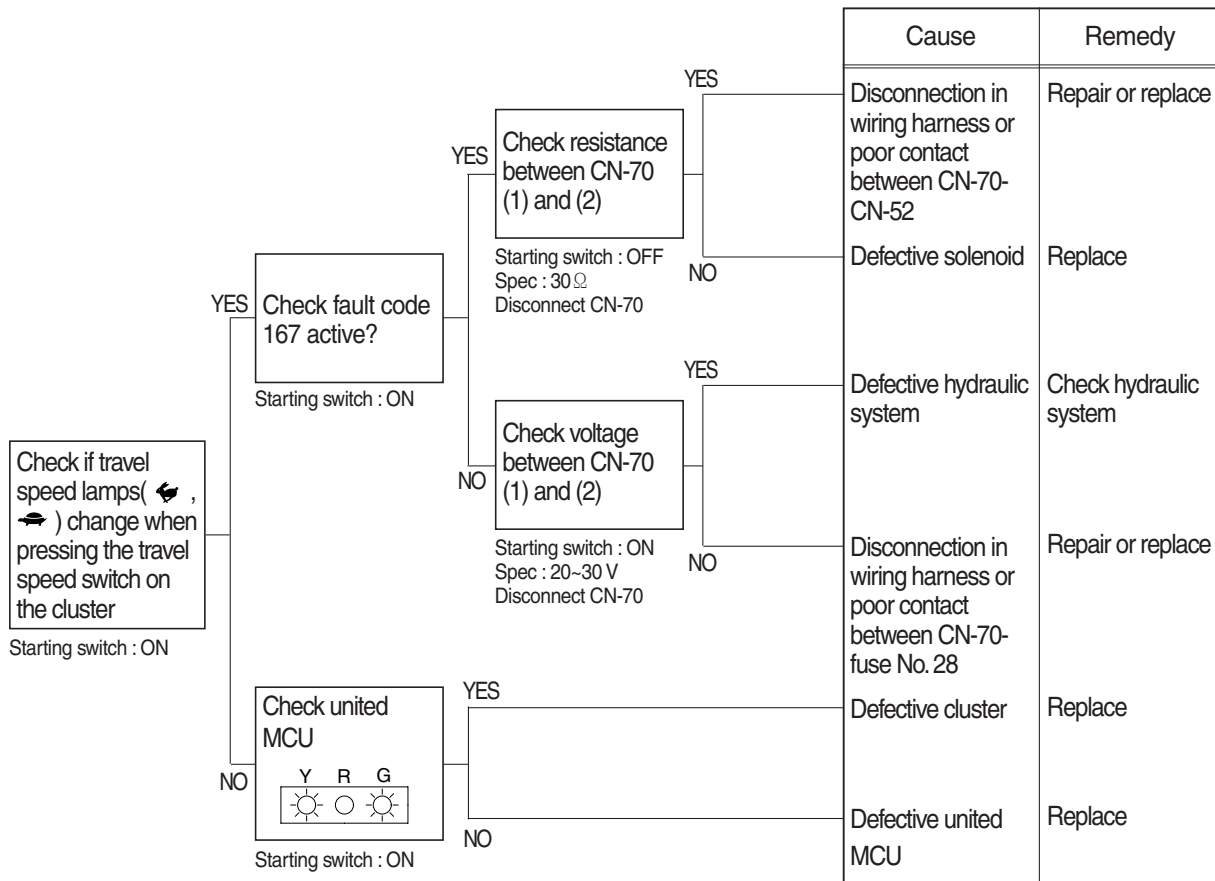 Cause
Remedy
YES
Disconnection in
wiring harness or
poor contact
between CN-70-
CN-52
Repair or replace
YES
Check resistance
between CN-70
(1) and (2)
Starting switch : OFF
Spec : 30Ω
Disconnect CN-70
NO
Defective solenoid
Replace
YES
Check fault code
167 active?
Starting switch : ON
YES
Defective hydraulic
system
Check hydraulic
system
NO
Check voltage
between CN-70
(1) and (2)
Starting switch : ON
Spec : 20~30 V
Disconnect CN-70
NO
Disconnection in
wiring harness or
poor contact
between CN-70-
fuse No. 28
Repair or replace
Check if travel
speed lamps( ,
) change when
pressing the travel
speed switch on
the cluster
Starting switch : ON
NO
Check united
MCU
Y R G
Starting switch : ON
YES
Defective cluster
Replace
NO
Defective united
MCU
Replace